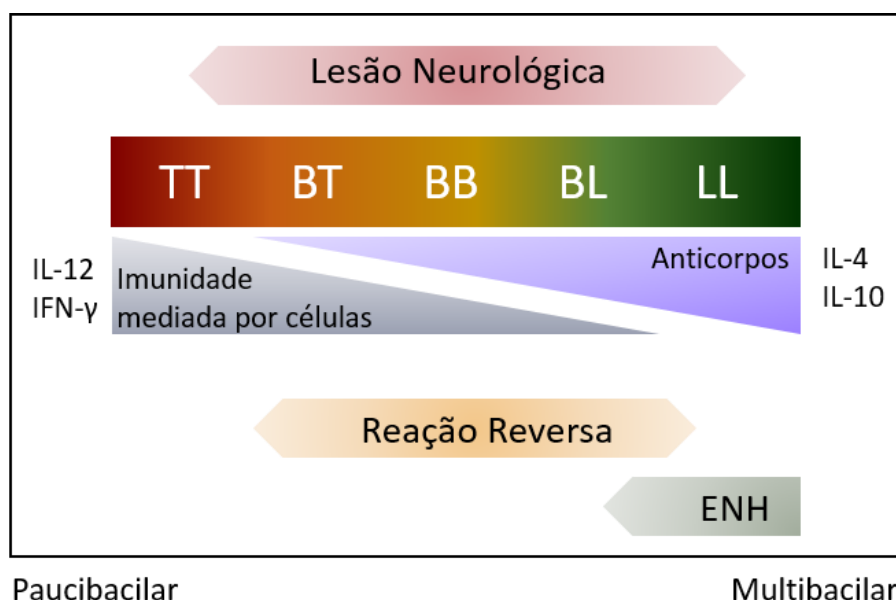 Lesão Neurológica
TT BT BB BL LL
IL-12
IFN-γ
Imunidade
mediada por células
Anticorpos
IL-4
IL-10
Reação Reversa
ENH
Paucibacilar
Multibacilar